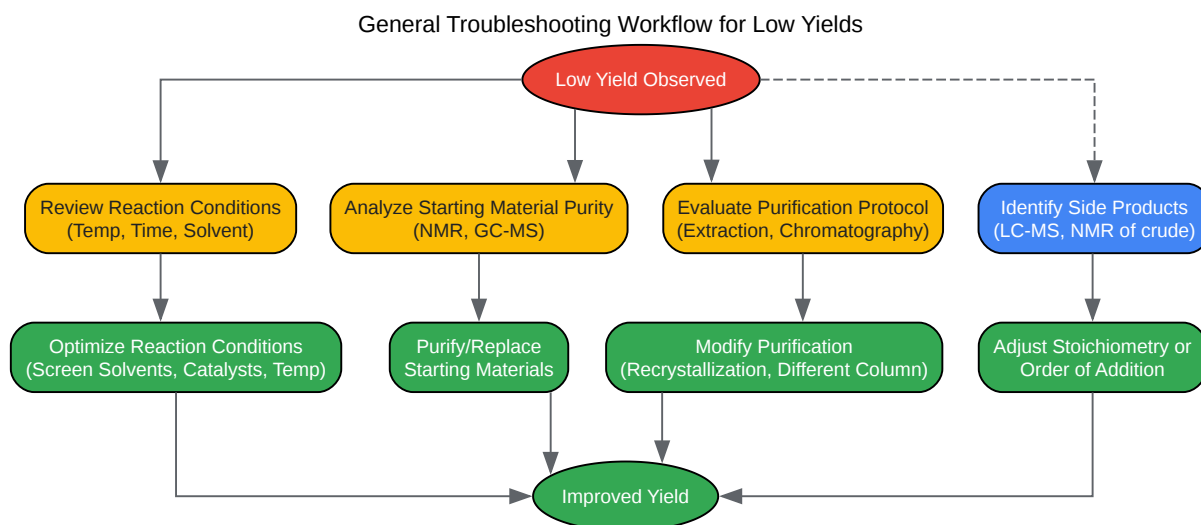 General Troubleshooting Workflow for Low Yields
Low Yield Observed
Review Reaction Conditions
(Temp, Time, Solvent)
Analyze Starting Material Purity
(NMR, GC-MS)
Evaluate Purification Protocol
(Extraction, Chromatography)
Identify Side Products
(LC-MS, NMR of crude)
Optimize Reaction Conditions
(Screen Solvents, Catalysts, Temp)
Purify/Replace
Starting Materials
Modify Purification
(Recrystallization, Different Column)
Adjust Stoichiometry or
Order of Addition
Improved Yield